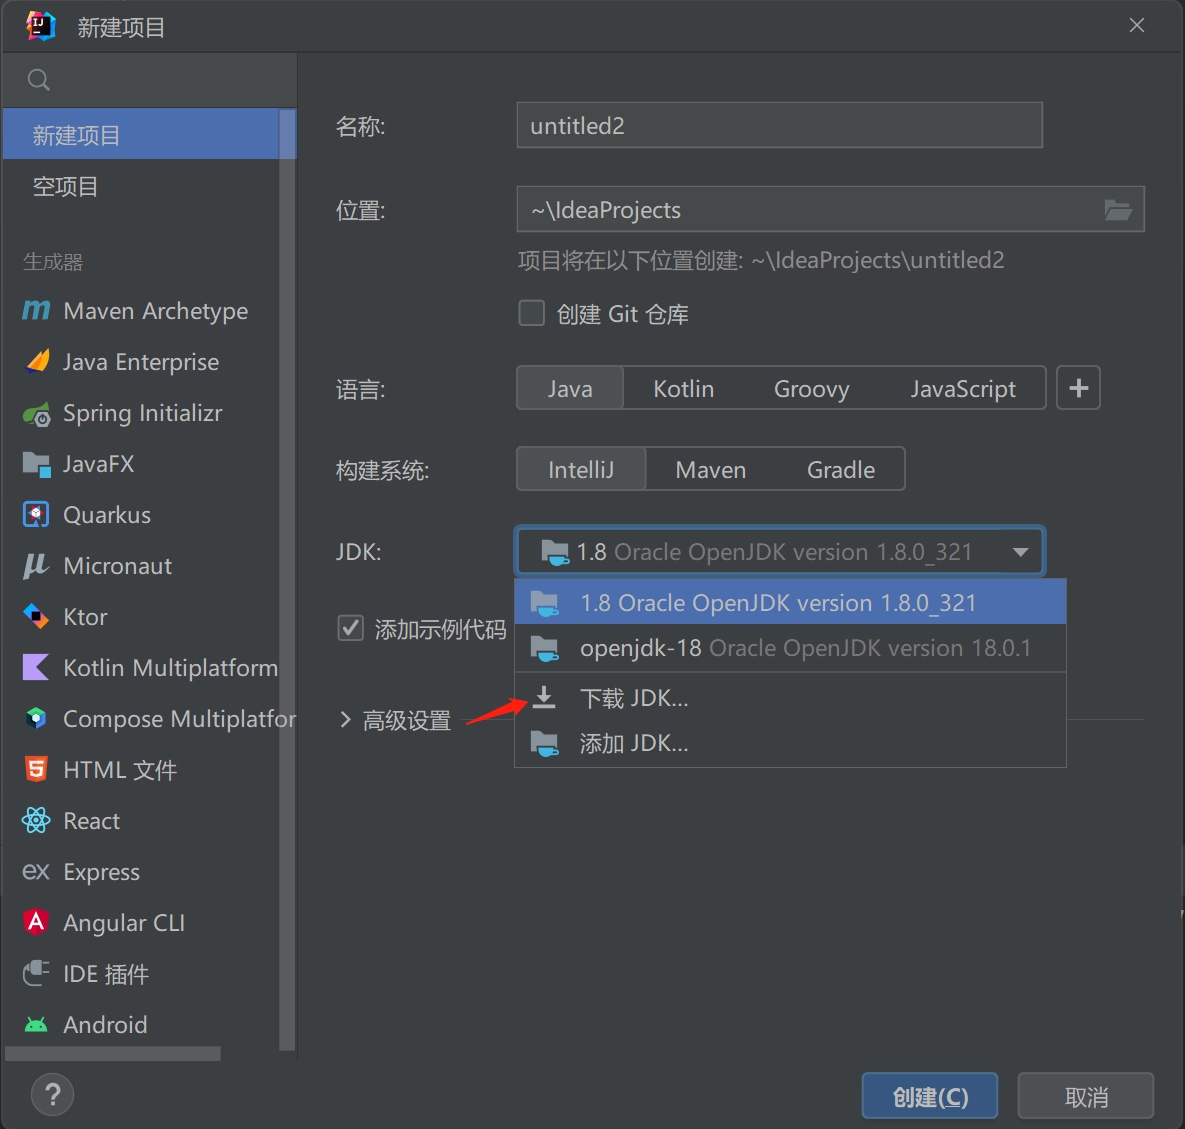 新建项目
新建项目
空项目
生成器
Maven Archetype
Java Enterprise
Spring Initializr
JavaFX
Quarkus
Micronaut
Ktor
Kotlin Multiplatform
Compose Multiplatfor
HTML 文件
React
Express
Angular CLI
IDE 插件
Android
名称:
untitled2
位置:
~\IdeaProjects
项目将在以下位置创建: ~\IdeaProjects\untitled2
创建 Git 仓库
语言:
Java Kotlin Groovy JavaScript +
构建系统:
IntelliJ Maven Gradle
JDK:
1.8 Oracle OpenJDK version 1.8.0_321
1.8 Oracle OpenJDK version 1.8.0_321
openjdk-18 Oracle OpenJDK version 18.0.1
下载 JDK...
添加 JDK...
添加示例代码
高级设置
?
创建(C)
取消